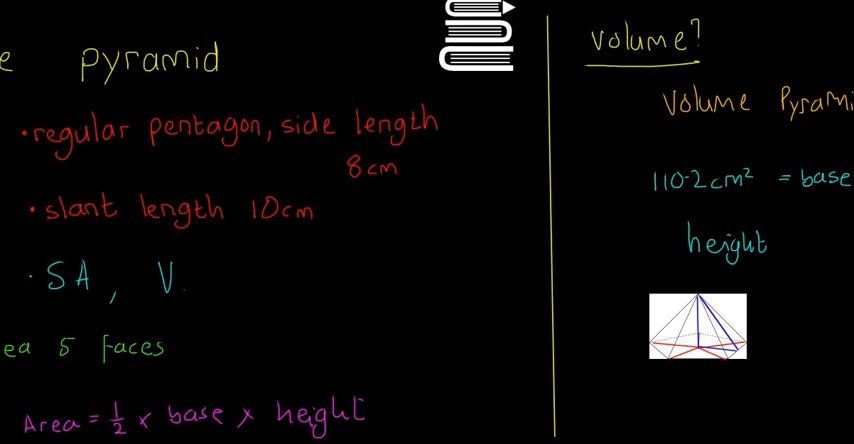 e pyramid
• regular pentagon, side length
8cm
• slant length 10cm
• SA, V.
ea 5 faces
Area = 1/2 x base x height
Volume?
Volume Pyrami
110·2cm² = base
height